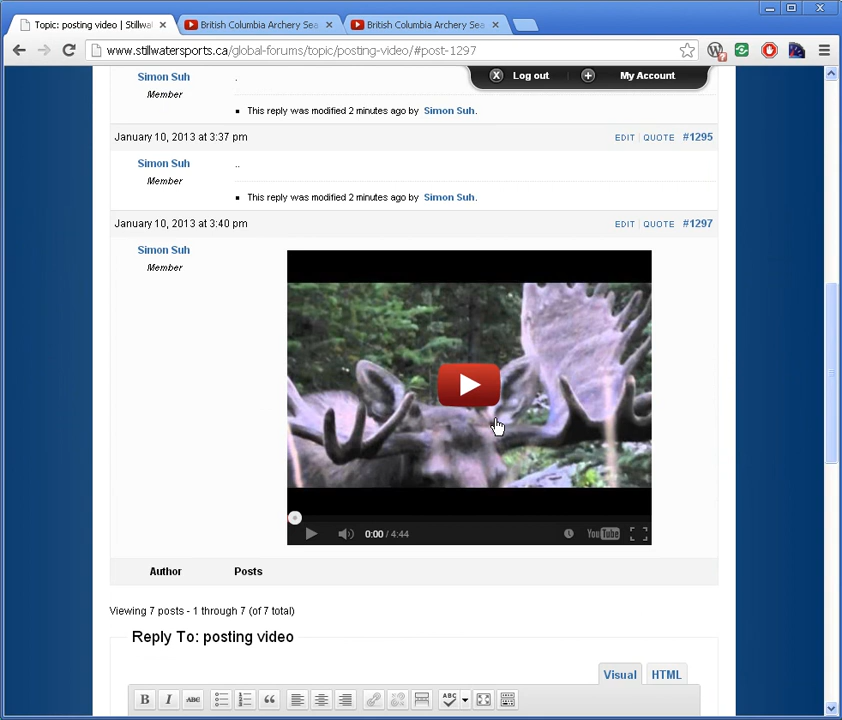 Topic: posting video | Stillwa
British Columbia Archery Sea
British Columbia Archery Sea
www.stillwatersports.ca/global-forums/topic/posting-video/#post-1297
Log out
My Account
Simon Suh
.
Member
This reply was modified 2 minutes ago by Simon Suh.
January 10, 2013 at 3:37 pm
EDIT | QUOTE #1295
Simon Suh
..
Member
This reply was modified 2 minutes ago by Simon Suh.
January 10, 2013 at 3:40 pm
EDIT | QUOTE #1297
Simon Suh
Member
0:00 / 4:44
YouTube
Author
Posts
Viewing 7 posts - 1 through 7 (of 7 total)
Reply To: posting video
Visual
HTML
B I ABC
ABC